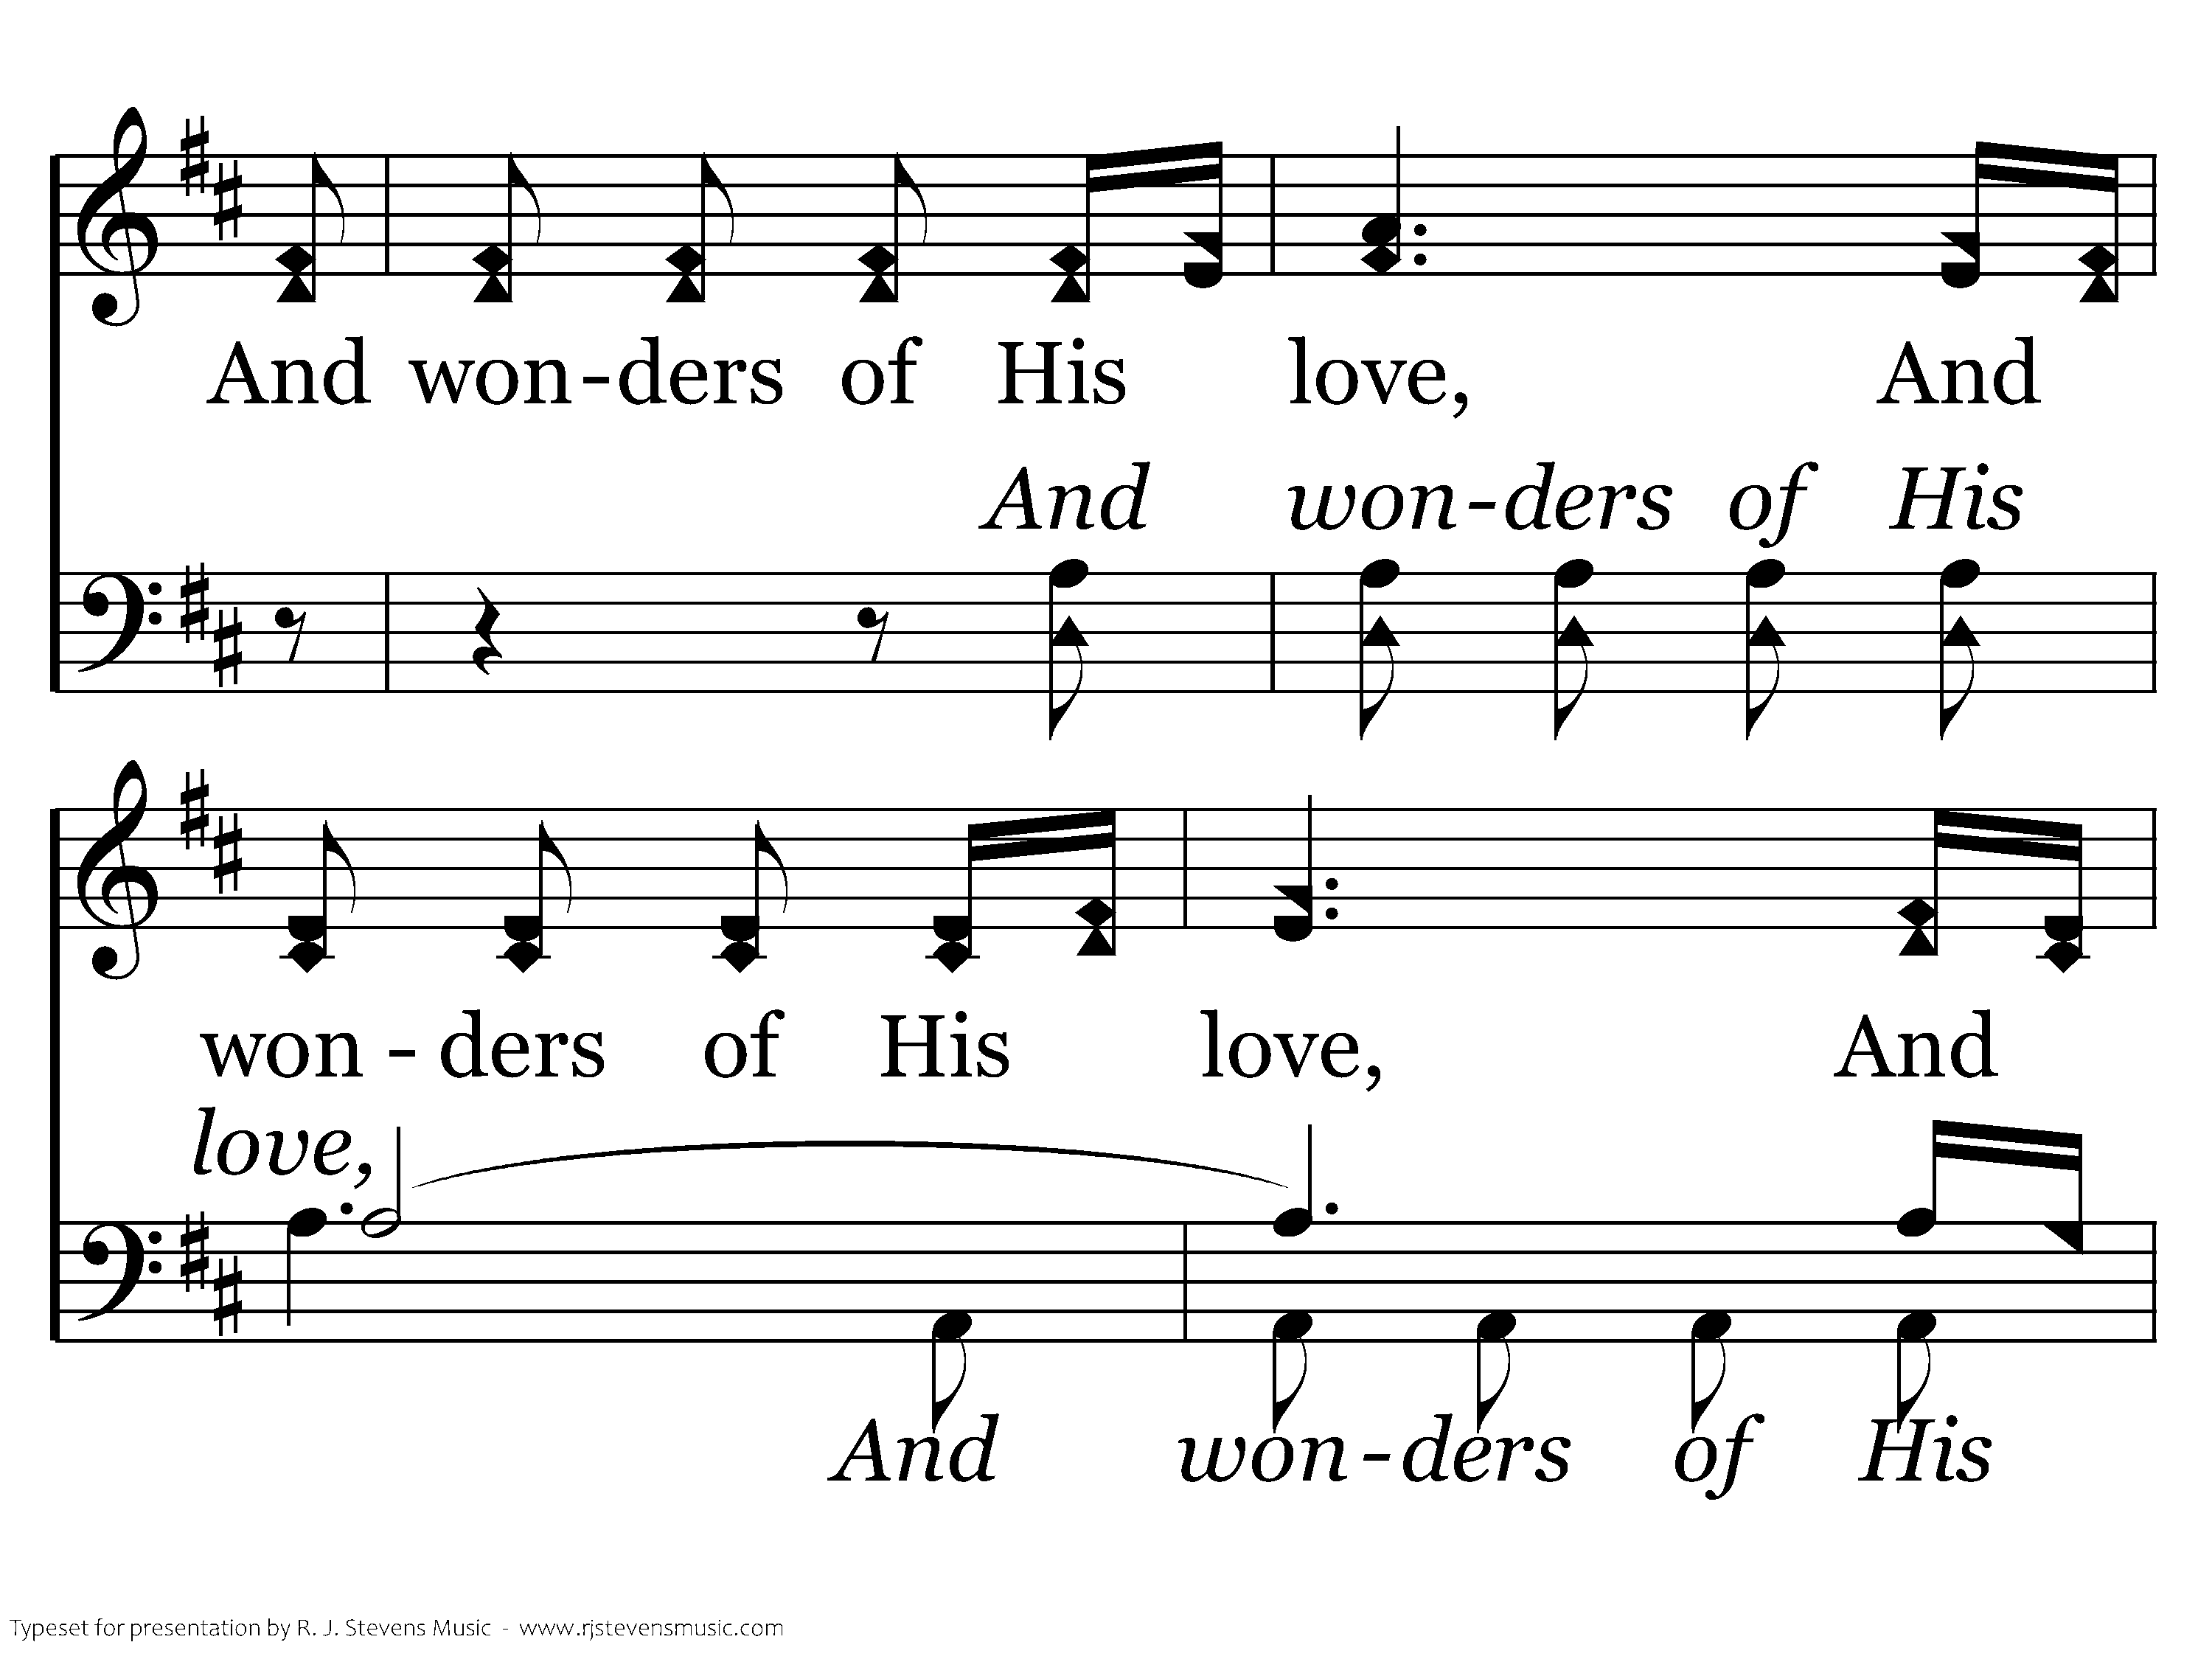 And won-ders of His love, And
And won-ders of His
won - ders of His love, And
love,
And won-ders of His
Typeset for presentation by R. J. Stevens Music - www.rjstevensmusic.com